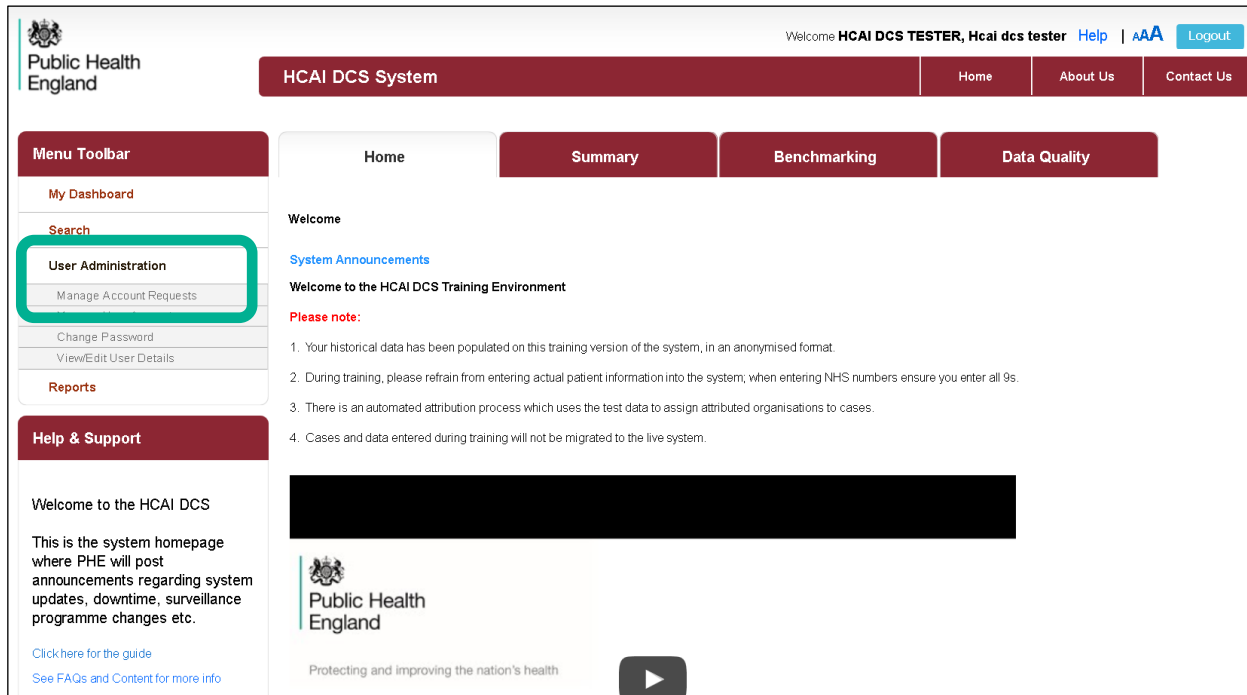 Public Health
England
Welcome HCAI DCS TESTER, Hcai dcs tester Help | AAA Logout
HCAI DCS System
Home
About Us
Contact Us
Menu Toolbar
My Dashboard
Search
User Administration
Manage Account Requests
Change Password
View/Edit User Details
Reports
Help & Support
Welcome to the HCAI DCS
This is the system homepage
where PHE will post
announcements regarding system
updates, downtime, surveillance
programme changes etc.
Click here for the guide
See FAQs and Content for more info
Home
Summary
Benchmarking
Data Quality
Welcome
System Announcements
Welcome to the HCAI DCS Training Environment
Please note:
1. Your historical data has been populated on this training version of the system, in an anonymised format.
2. During training, please refrain from entering actual patient information into the system; when entering NHS numbers ensure you enter all 9s.
3. There is an automated attribution process which uses the test data to assign attributed organisations to cases.
4. Cases and data entered during training will not be migrated to the live system.
Public Health
England
Protecting and improving the nation's health